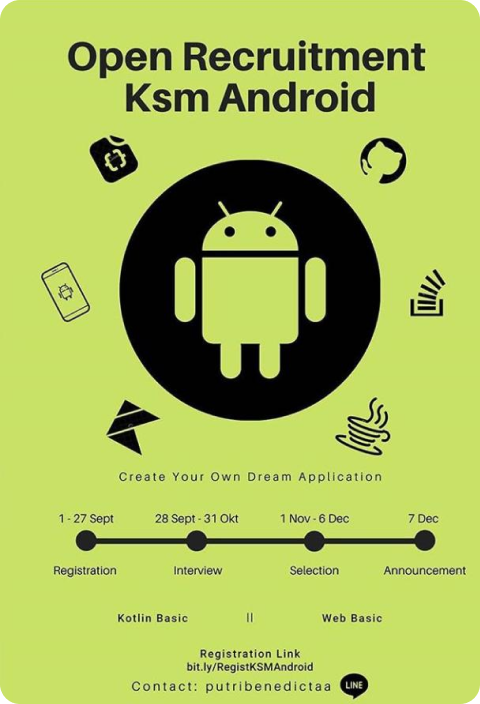 Open Recruitment
Ksm Android
{}
Create Your Own Dream Application
1 - 27 Sept 28 Sept - 31 Okt 1 Nov - 6 Dec 7 Dec
Registration Interview Selection Announcement
Kotlin Basic || Web Basic
Registration Link
bit.ly/RegistKSMAndroid
Contact: putribenedictaa LINE